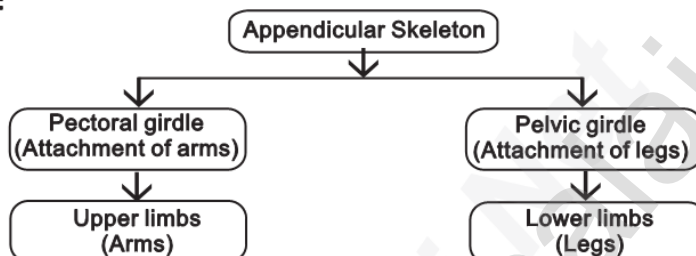 Appendicular Skeleton
Pectoral girdle
(Attachment of arms)
Pelvic girdle
(Attachment of legs)
Upper limbs
(Arms)
Lower limbs
(Legs)